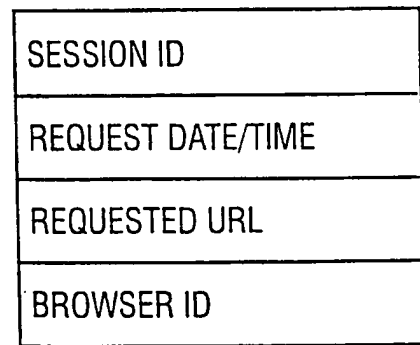 SESSION ID
REQUEST DATE/TIME
REQUESTED URL
BROWSER ID